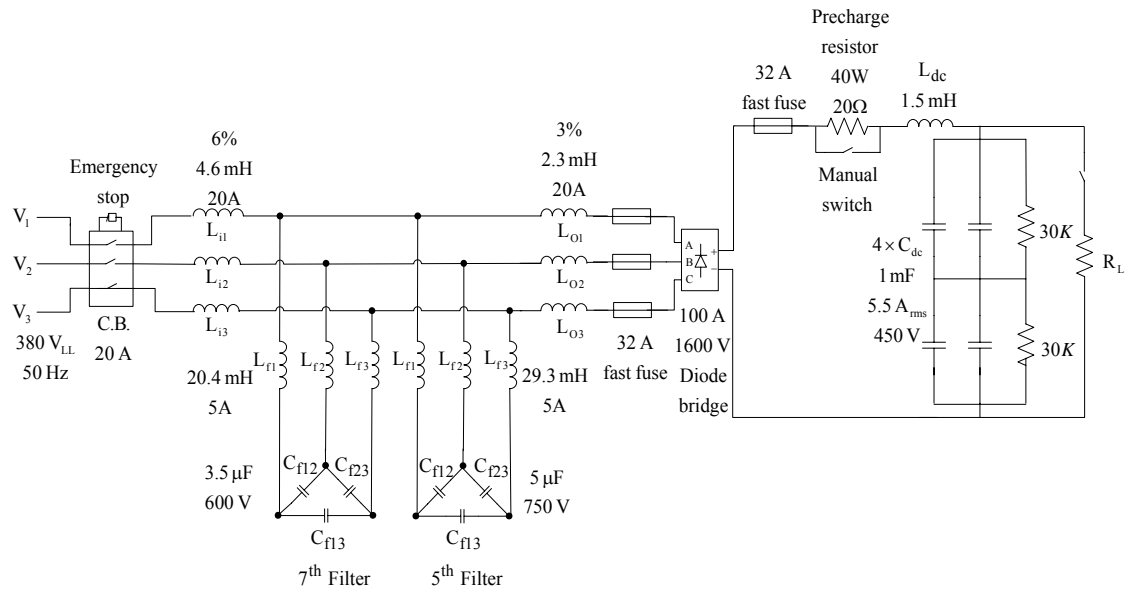 Precharge
resistor
40W
20Ω
32 A
fast fuse
L_dc
1.5 mH
Manual
switch
6%
4.6 mH
20A
3%
2.3 mH
20A
Emergency
stop
V_1
V_2
V_3
380 V_LL
50 Hz
C.B.
20 A
L_i1
L_i2
L_i3
L_O1
L_O2
L_O3
A
B
C
+
−
32 A
fast fuse
100 A
1600 V
Diode
bridge
4 × C_dc
1 mF
5.5 A_rms
450 V
30K
30K
R_L
L_f1
L_f2
L_f3
L_f1
L_f2
L_f3
20.4 mH
5A
29.3 mH
5A
3.5 μF
600 V
C_f12
C_f23
C_f13
C_f12
C_f23
C_f13
5 μF
750 V
7th Filter
5th Filter